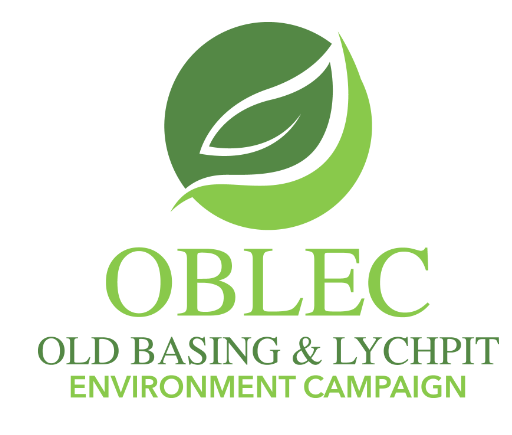 OBLEC
OLD BASING & LYCHPIT
ENVIRONMENT CAMPAIGN